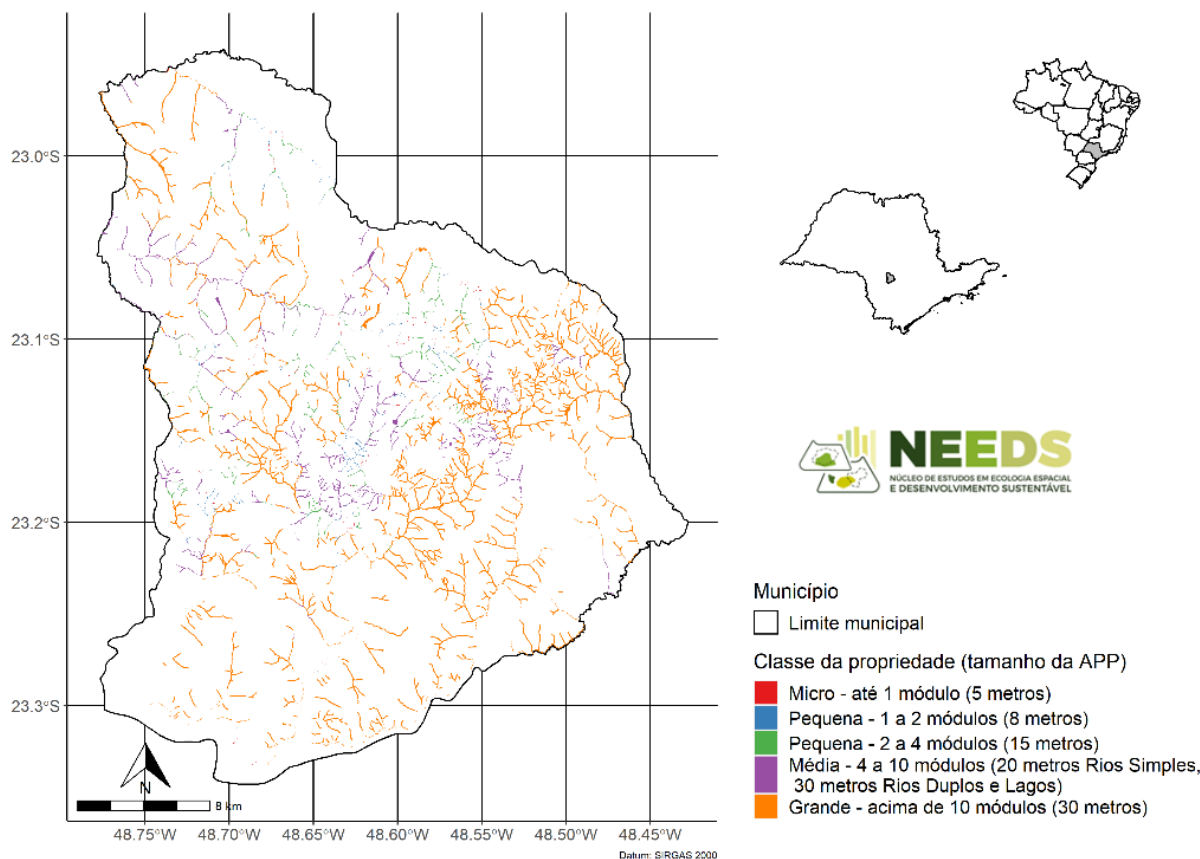 23.0°S
23.1°S
23.2°S
23.3°S
N
8 km
48.75°W
48.70°W
48.65°W
48.60°W
48.55°W
48.50°W
48.45°W
Datum: SIRGAS 2000
NEEDS
NÚCLEO DE ESTUDOS EM ECOLOGIA ESPACIAL
E DESENVOLVIMENTO SUSTENTÁVEL
Município
Limite municipal
Classe da propriedade (tamanho da APP)
Micro - até 1 módulo (5 metros)
Pequena - 1 a 2 módulos (8 metros)
Pequena - 2 a 4 módulos (15 metros)
Média - 4 a 10 módulos (20 metros Rios Simples,
30 metros Rios Duplos e Lagos)
Grande - acima de 10 módulos (30 metros)